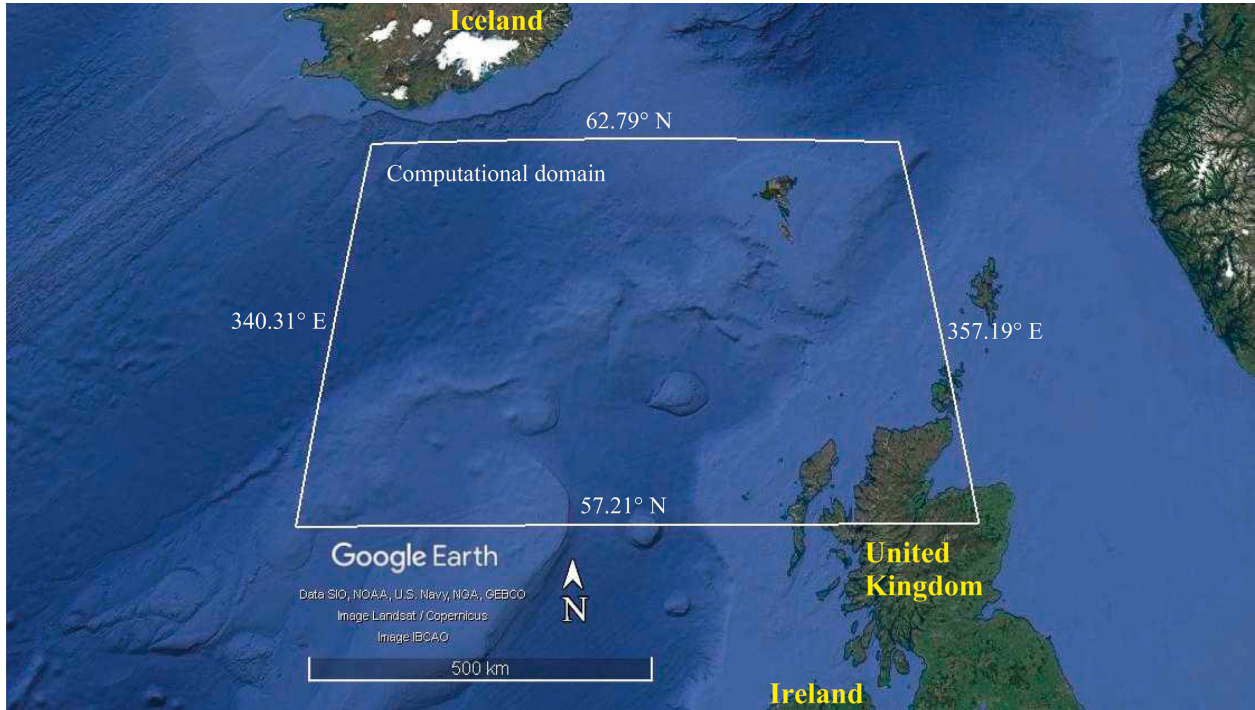 Iceland
62.79° N
Computational domain
340.31° E
357.19° E
57.21° N
United
Kingdom
Google Earth
Data SIO, NOAA, U.S. Navy, NGA, GEBCO
Image Landsat / Copernicus
Image IBCAO
N
500 km
Ireland